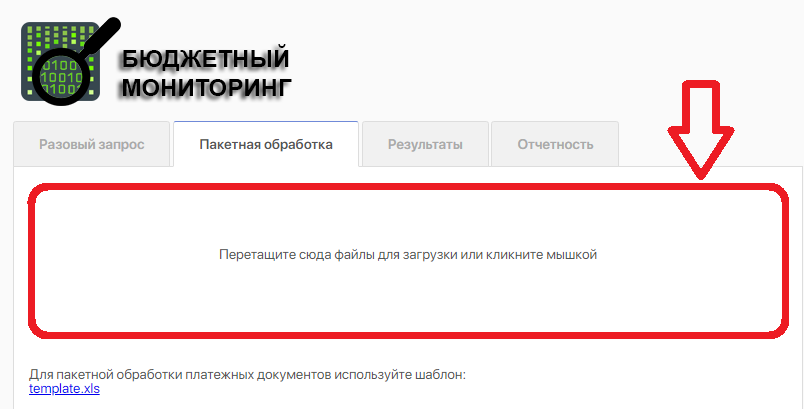 БЮДЖЕТНЫЙ
МОНИТОРИНГ
Разовый запрос
Пакетная обработка
Результаты
Отчетность
Перетащите сюда файлы для загрузки или кликните мышкой
Для пакетной обработки платежных документов используйте шаблон:
template.xls